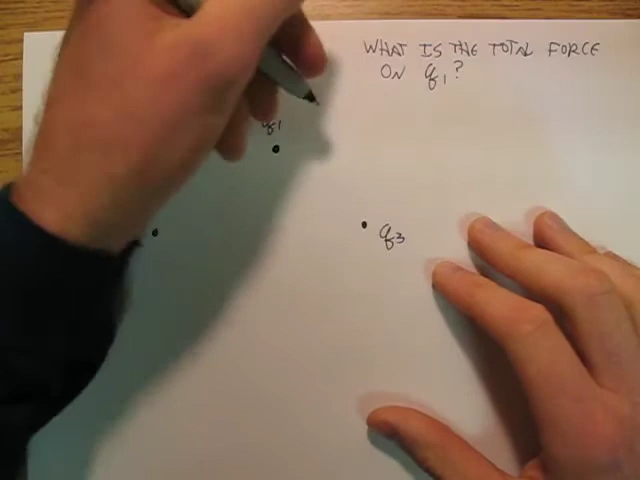 WHAT IS THE TOTAL FORCE
ON q₁?
q₁
q₃